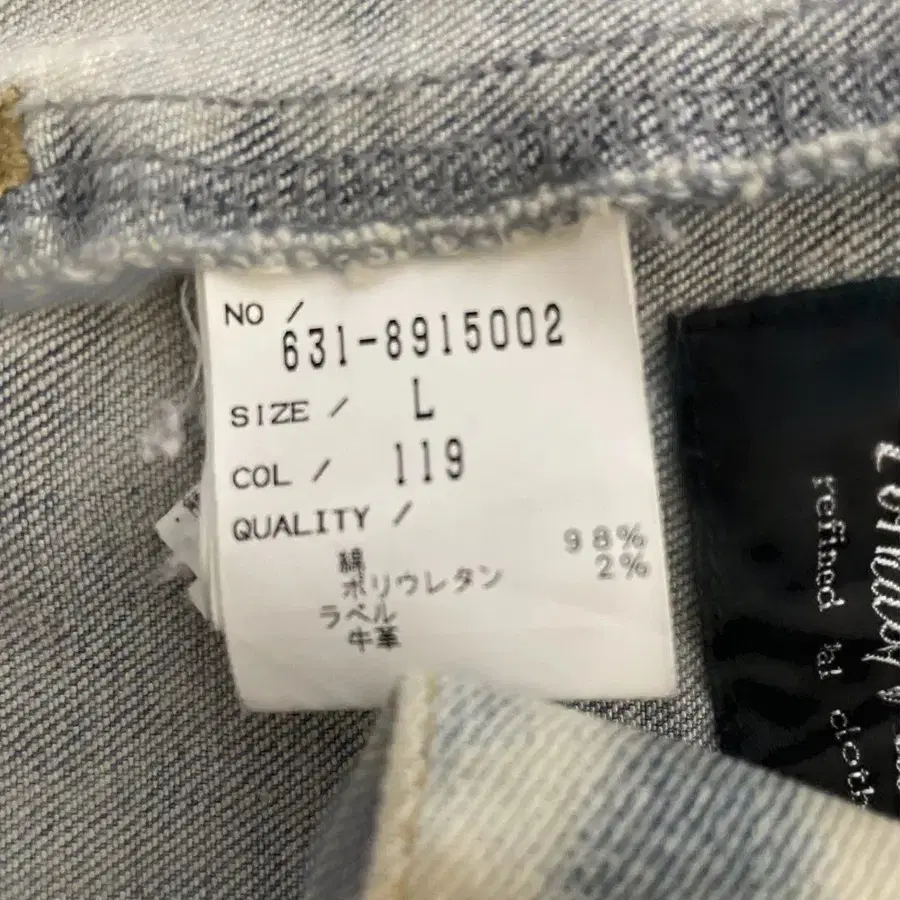 NO /
631-8915002
SIZE / L
COL / 119
QUALITY /
綿 98%
ポリウレタン 2%
ラベル
牛革
refined